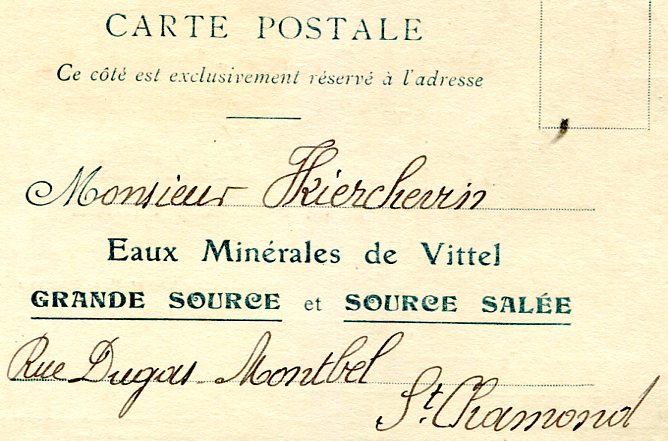 CARTE POSTALE
Ce côté est exclusivement réservé à l'adresse
Monsieur Kierchevin
Eaux Minérales de Vittel
GRANDE SOURCE et SOURCE SALÉE
Rue Dugas Montbel
St. Chamond